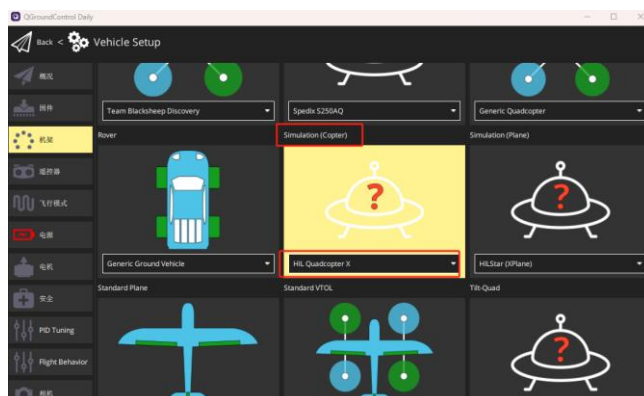 QGroundControl Daily
Back < Vehicle Setup
概况
固件
机架
遥控器
飞行模式
电源
电机
安全
PID Tuning
Flight Behavior
相机
Team Blacksheep Discovery
Spedix S250AQ
Generic Quadcopter
Rover
Simulation (Copter)
Simulation (Plane)
?
?
Generic Ground Vehicle
HIL Quadcopter X
HILStar (XPlane)
Standard Plane
Standard VTOL
Tilt-Quad
?